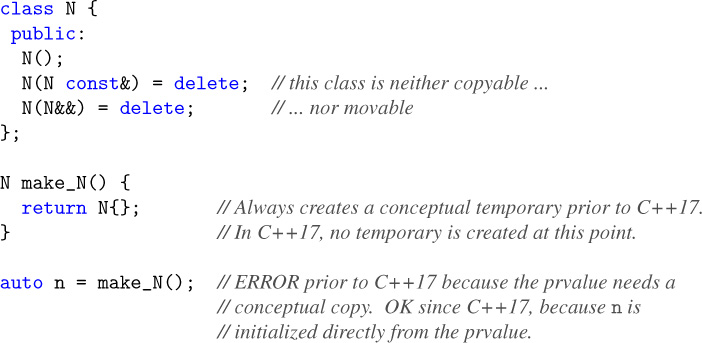 class N {
 public:
  N();
  N(N const&) = delete;  // this class is neither copyable ...
  N(N&&) = delete;       // ... nor movable
};
N make_N() {
  return N{};       // Always creates a conceptual temporary prior to C++17.
}                   // In C++17, no temporary is created at this point.
auto n = make_N();  // ERROR prior to C++17 because the prvalue needs a
                    // conceptual copy.  OK since C++17, because n is
                    // initialized directly from the prvalue.